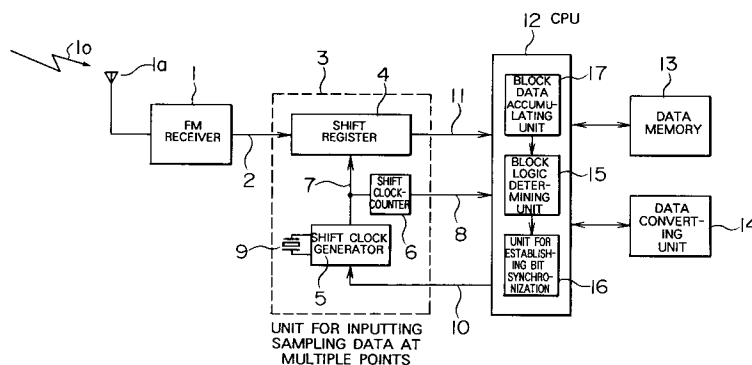 12 CPU
1o
1a
3
1
4
17
13
FM
RECEIVER
SHIFT REGISTER
11
BLOCK
DATA
ACCUMU-
LATING
UNIT
DATA
MEMORY
2
7
SHIFT
CLOCK-
COUNTER
BLOCK
LOGIC
DETER-
MINING
UNIT
15
8
6
9
SHIFT CLOCK
GENERATOR
5
DATA
CONVERT-
ING
UNIT
14
UNIT FOR
ESTABLISH-
ING BIT
SYNCHRO-
NIZATION
16
10
UNIT FOR INPUTTING
SAMPLING DATA AT
MULTIPLE POINTS